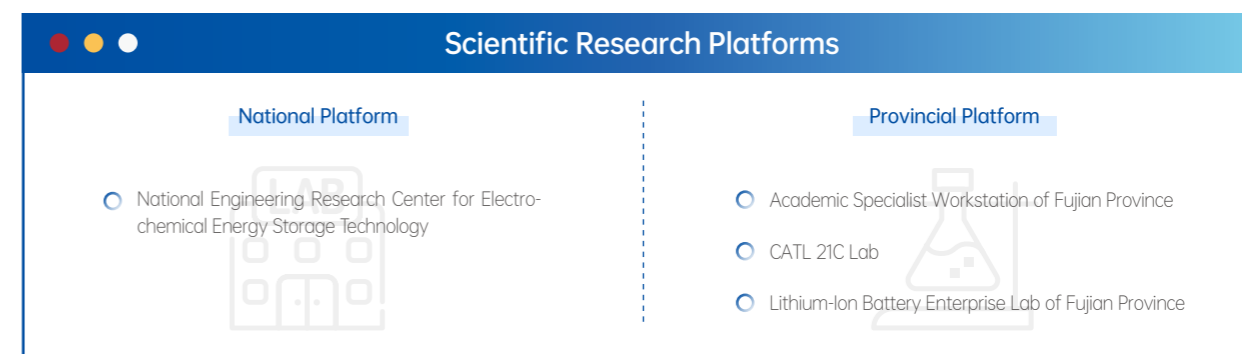 Scientific Research Platforms
National Platform
LAB
National Engineering Research Center for Electro-
chemical Energy Storage Technology
Provincial Platform
Academic Specialist Workstation of Fujian Province
CATL 21C Lab
Lithium-Ion Battery Enterprise Lab of Fujian Province